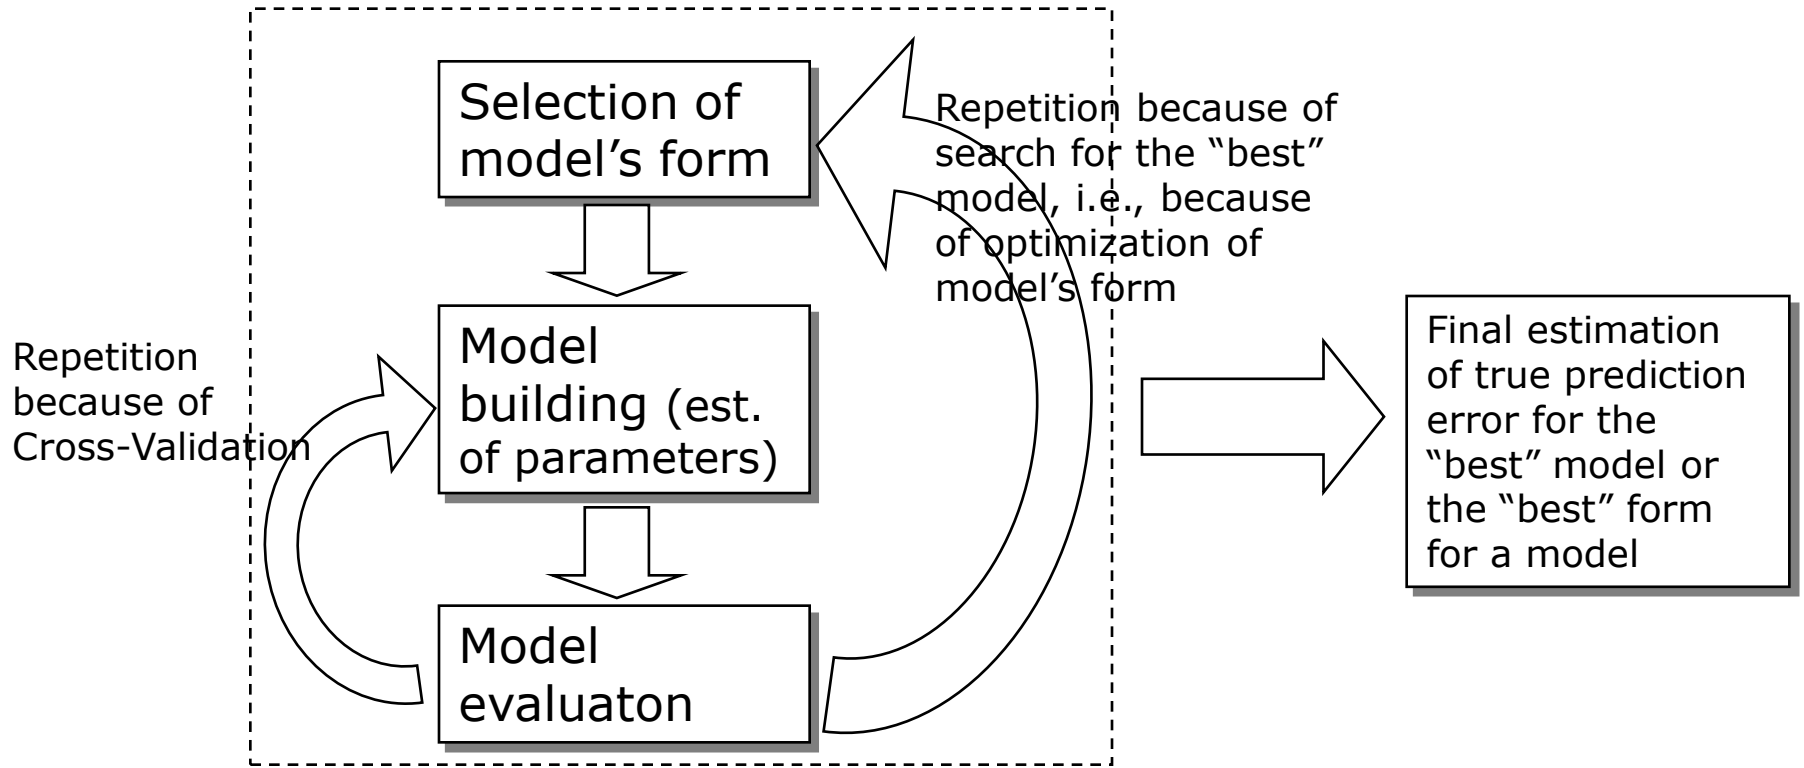 Selection of
model’s form
Repetition because of
search for the “best”
model, i.e., because
of optimization of
model’s form
Model
building (est.
of parameters)
Repetition
because of
Cross-Validation
Model
evaluaton
Final estimation
of true prediction
error for the
“best” model or
the “best” form
for a model